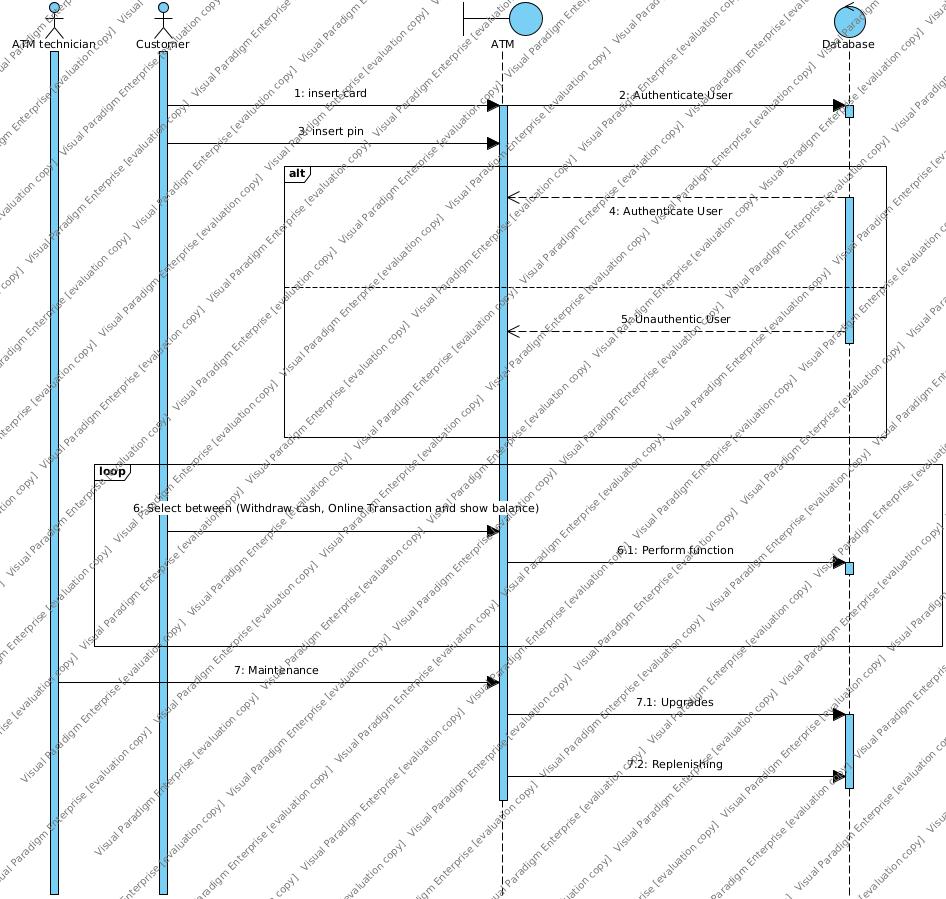 ATM technician
Customer
ATM
Database
1: insert card
2: Authenticate User
3: insert pin
alt
4: Authenticate User
5: Unauthentic User
loop
6: Select between (Withdraw cash, Online Transaction and show balance)
6.1: Perform function
7: Maintenance
7.1: Upgrades
7.2: Replenishing
Visual Paradigm Enterprise [evaluation copy]